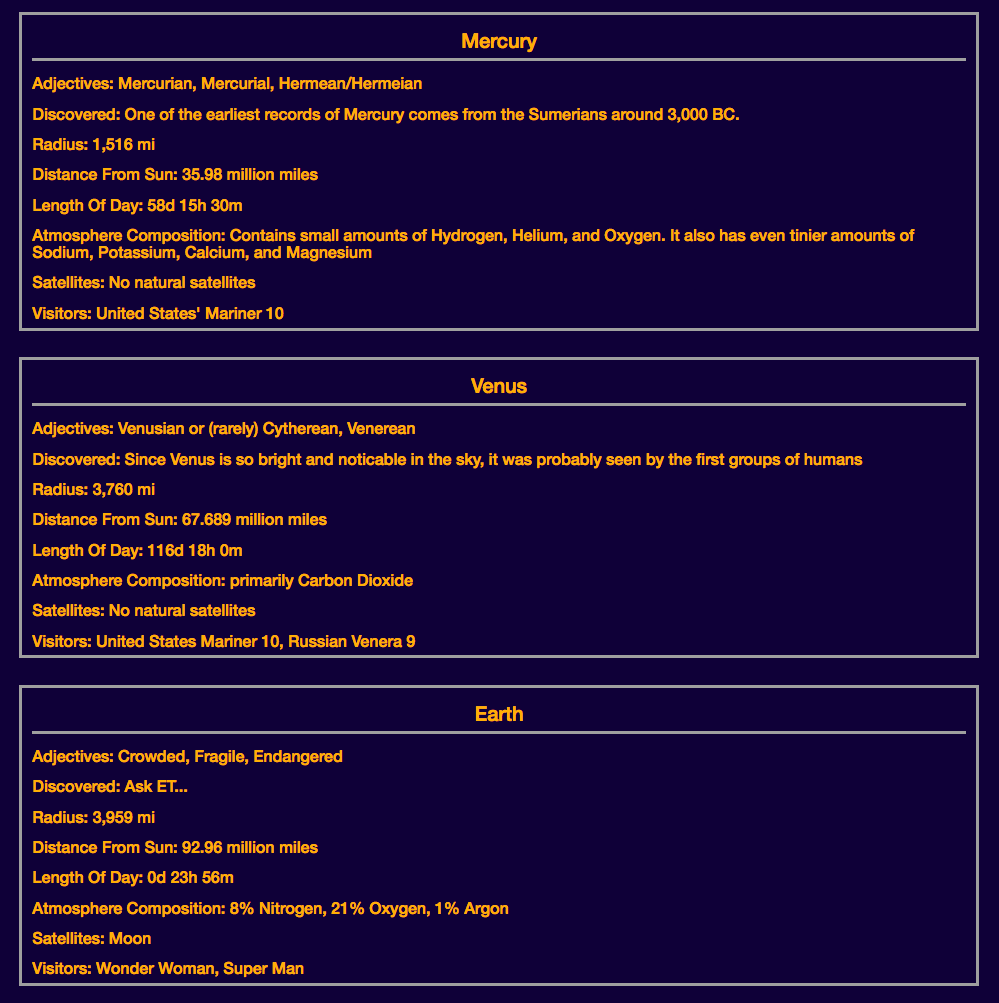 Mercury
Adjectives: Mercurian, Mercurial, Hermean/Hermeian
Discovered: One of the earliest records of Mercury comes from the Sumerians around 3,000 BC.
Radius: 1,516 mi
Distance From Sun: 35.98 million miles
Length Of Day: 58d 15h 30m
Atmosphere Composition: Contains small amounts of Hydrogen, Helium, and Oxygen. It also has even tinier amounts of
Sodium, Potassium, Calcium, and Magnesium
Satellites: No natural satellites
Visitors: United States' Mariner 10
Venus
Adjectives: Venusian or (rarely) Cytherean, Venerean
Discovered: Since Venus is so bright and noticable in the sky, it was probably seen by the first groups of humans
Radius: 3,760 mi
Distance From Sun: 67.689 million miles
Length Of Day: 116d 18h 0m
Atmosphere Composition: primarily Carbon Dioxide
Satellites: No natural satellites
Visitors: United States Mariner 10, Russian Venera 9
Earth
Adjectives: Crowded, Fragile, Endangered
Discovered: Ask ET...
Radius: 3,959 mi
Distance From Sun: 92.96 million miles
Length Of Day: 0d 23h 56m
Atmosphere Composition: 8% Nitrogen, 21% Oxygen, 1% Argon
Satellites: Moon
Visitors: Wonder Woman, Super Man